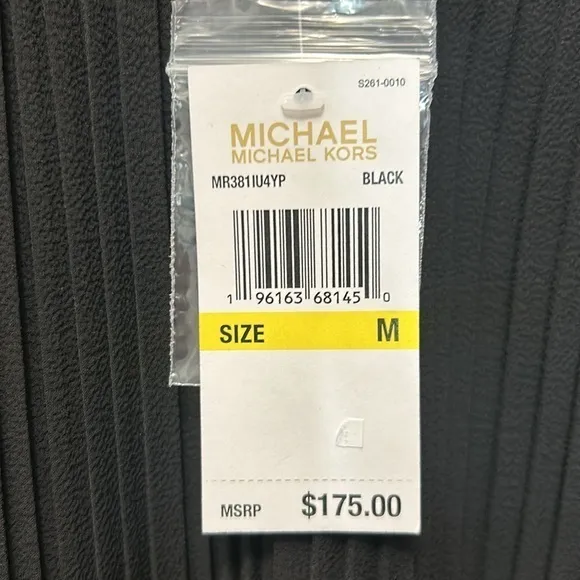 S261-0010
MICHAEL
MICHAEL KORS
MR381IU4YP BLACK
1 96163 68145 0
SIZE M
MSRP $175.00